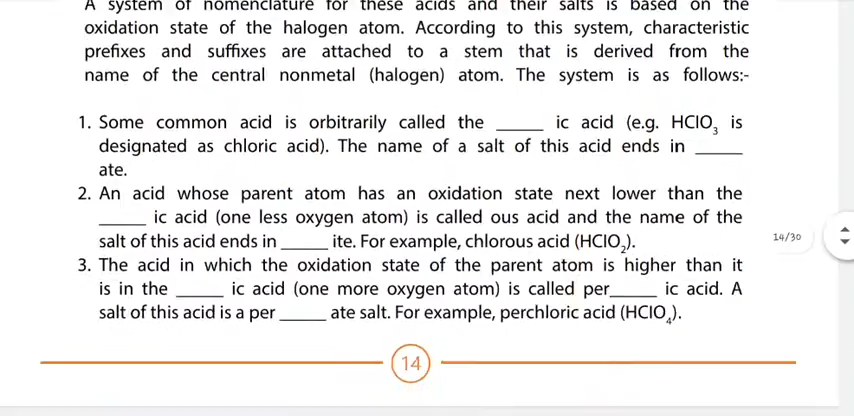 A system of nomenclature for these acids and their salts is based on the
oxidation state of the halogen atom. According to this system, characteristic
prefixes and suffixes are attached to a stem that is derived from the
name of the central nonmetal (halogen) atom. The system is as follows:-
1. Some common acid is orbitrarily called the _____ ic acid (e.g. HClO₃ is
designated as chloric acid). The name of a salt of this acid ends in _____
ate.
2. An acid whose parent atom has an oxidation state next lower than the
_____ ic acid (one less oxygen atom) is called ous acid and the name of the
salt of this acid ends in _____ ite. For example, chlorous acid (HClO₂).
3. The acid in which the oxidation state of the parent atom is higher than it
is in the _____ ic acid (one more oxygen atom) is called per_____ ic acid. A
salt of this acid is a per _____ ate salt. For example, perchloric acid (HClO₄).
14/30
14